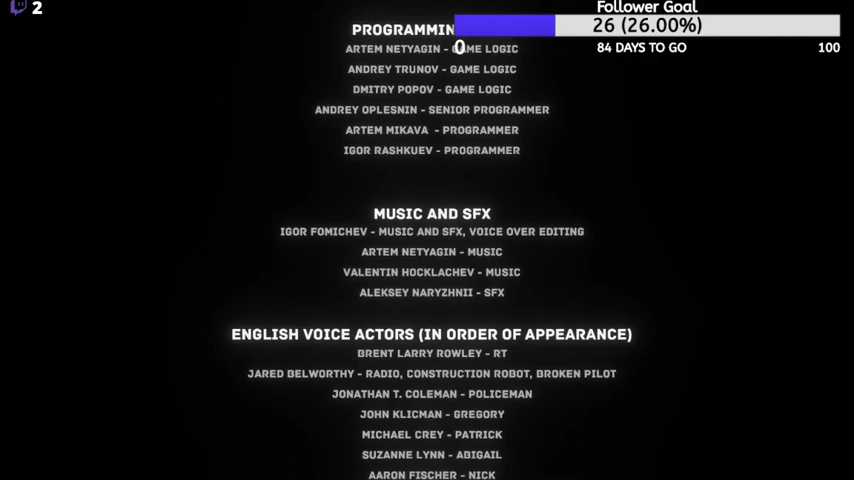 2
Follower Goal
26 (26.00%)
0
84 DAYS TO GO
100
PROGRAMMIN
ARTEM NETYAGIN - GAME LOGIC
ANDREY TRUNOV - GAME LOGIC
DMITRY POPOV - GAME LOGIC
ANDREY OPLESNIN - SENIOR PROGRAMMER
ARTEM MIKAVA - PROGRAMMER
IGOR RASHKUEV - PROGRAMMER
MUSIC AND SFX
IGOR FOMICHEV - MUSIC AND SFX, VOICE OVER EDITING
ARTEM NETYAGIN - MUSIC
VALENTIN HOCKLACHEV - MUSIC
ALEKSEY NARYZHNII - SFX
ENGLISH VOICE ACTORS (IN ORDER OF APPEARANCE)
BRENT LARRY ROWLEY - RT
JARED BELWORTHY - RADIO, CONSTRUCTION ROBOT, BROKEN PILOT
JONATHAN T. COLEMAN - POLICEMAN
JOHN KLICMAN - GREGORY
MICHAEL CREY - PATRICK
SUZANNE LYNN - ABIGAIL
AARON FISCHER - NICK